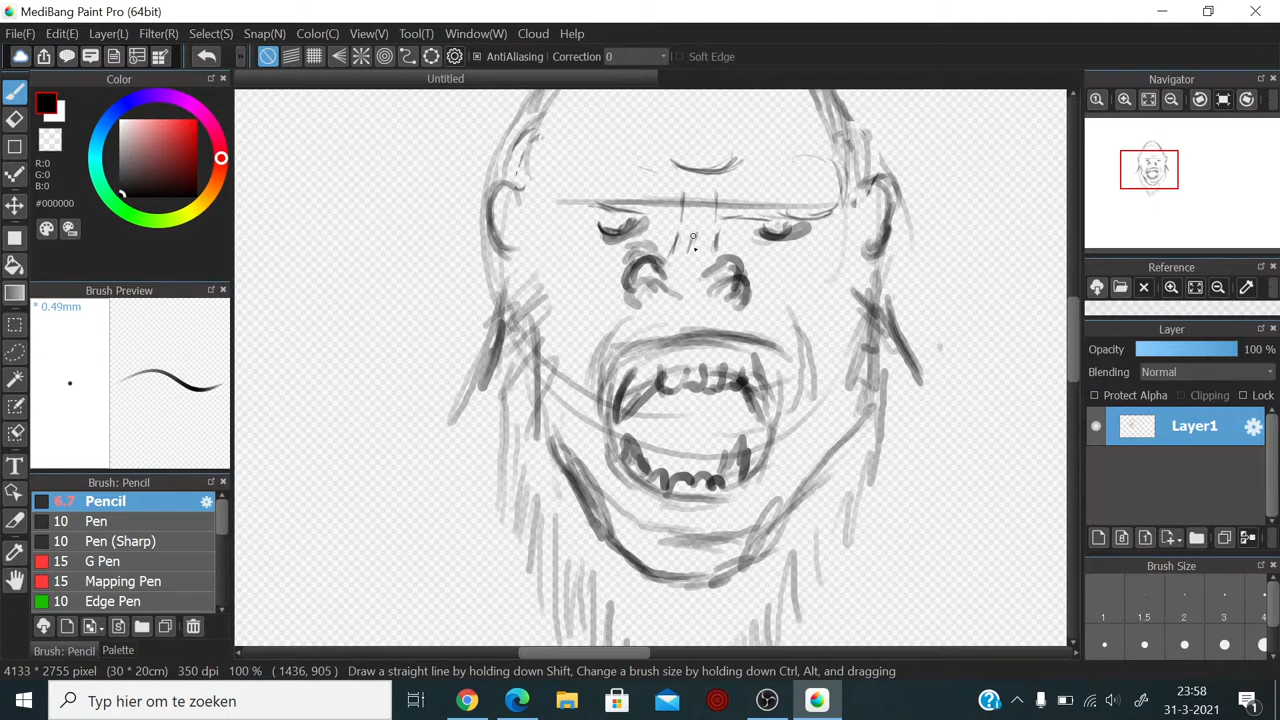 MediBang Paint Pro (64bit)
File(F) Edit(E) Layer(L) Filter(R) Select(S) Snap(N) Color(C) View(V) Tool(T) Window(W) Cloud Help
AntiAliasing Correction 0 Soft Edge
Untitled
Color
R:0
G:0
B:0
#000000
Brush Preview
* 0.49mm
Brush: Pencil
6.7 Pencil
10 Pen
10 Pen (Sharp)
15 G Pen
15 Mapping Pen
10 Edge Pen
Brush: Pencil Palette
Navigator
Reference
Layer
Opacity 100 %
Blending Normal
Protect Alpha Clipping Lock
Layer1
Brush Size
1 1.5 2 3 4
4133 * 2755 pixel (30 * 20cm) 350 dpi 100 % ( 1436, 905 ) Draw a straight line by holding down Shift, Change a brush size by holding down Ctrl, Alt, and dragging
Typ hier om te zoeken
23:58
31-3-2021
1